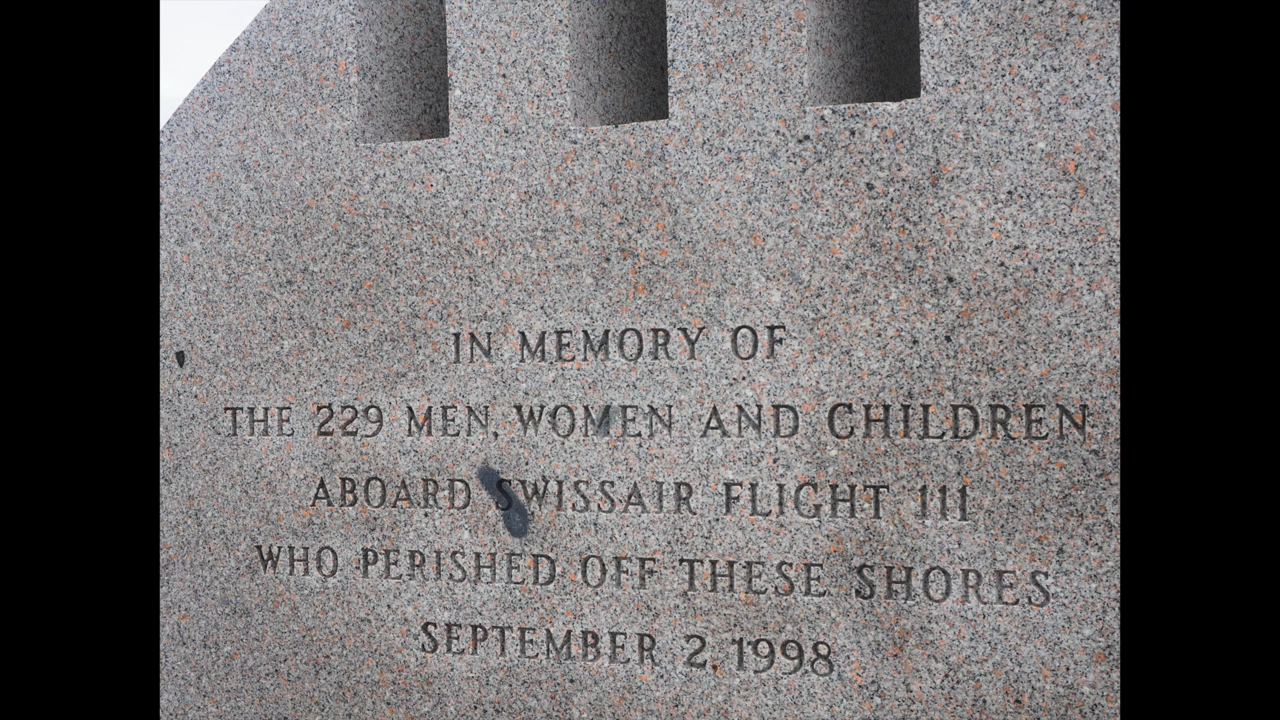 IN MEMORY OF
THE 229 MEN, WOMEN AND CHILDREN
ABOARD SWISSAIR FLIGHT 111
WHO PERISHED OFF THESE SHORES
SEPTEMBER 2, 1998